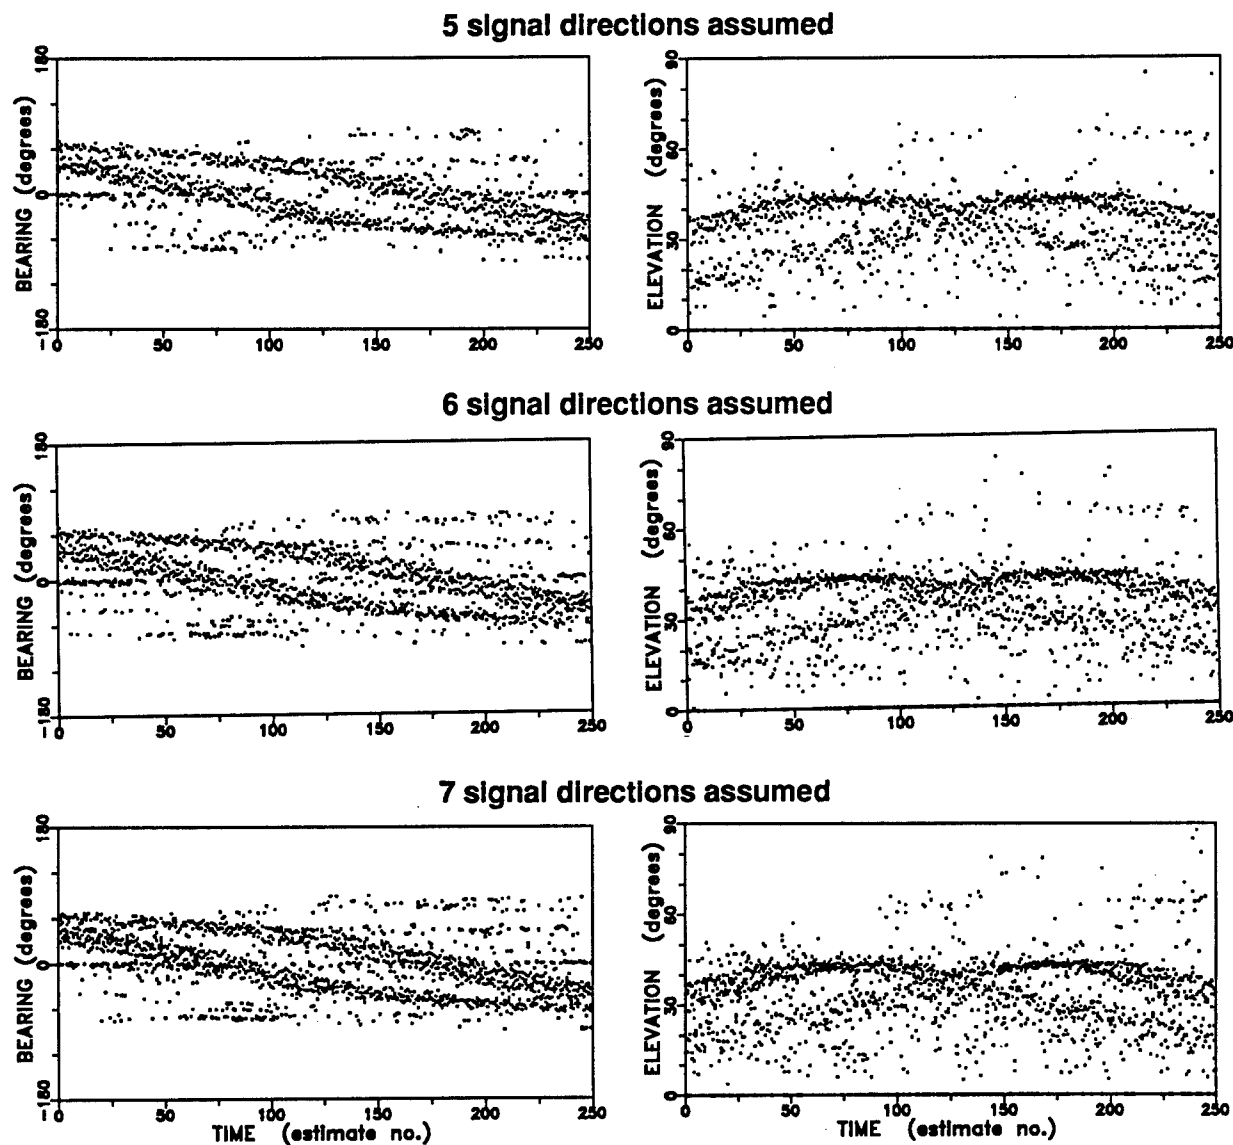 5 signal directions assumed
BEARING (degrees)
180
0
-180
0 50 100 150 200 250
ELEVATION (degrees)
90
60
30
0
0 50 100 150 200 250
6 signal directions assumed
BEARING (degrees)
180
0
-180
0 50 100 150 200 250
ELEVATION (degrees)
90
60
30
0
0 50 100 150 200 250
7 signal directions assumed
BEARING (degrees)
180
0
-180
0 50 100 150 200 250
TIME (estimate no.)
ELEVATION (degrees)
90
60
30
0
0 50 100 150 200 250
TIME (estimate no.)